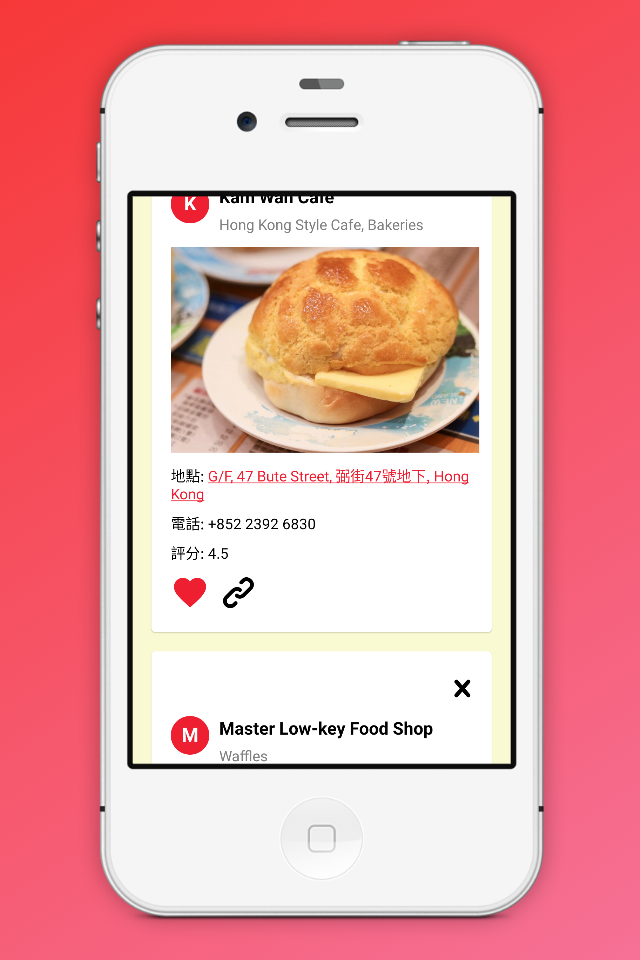 K
Kam Wah Cafe
Hong Kong Style Cafe, Bakeries
地點: G/F, 47 Bute Street, 弼街47號地下, Hong
Kong
電話: +852 2392 6830
評分: 4.5
M
Master Low-key Food Shop
Waffles